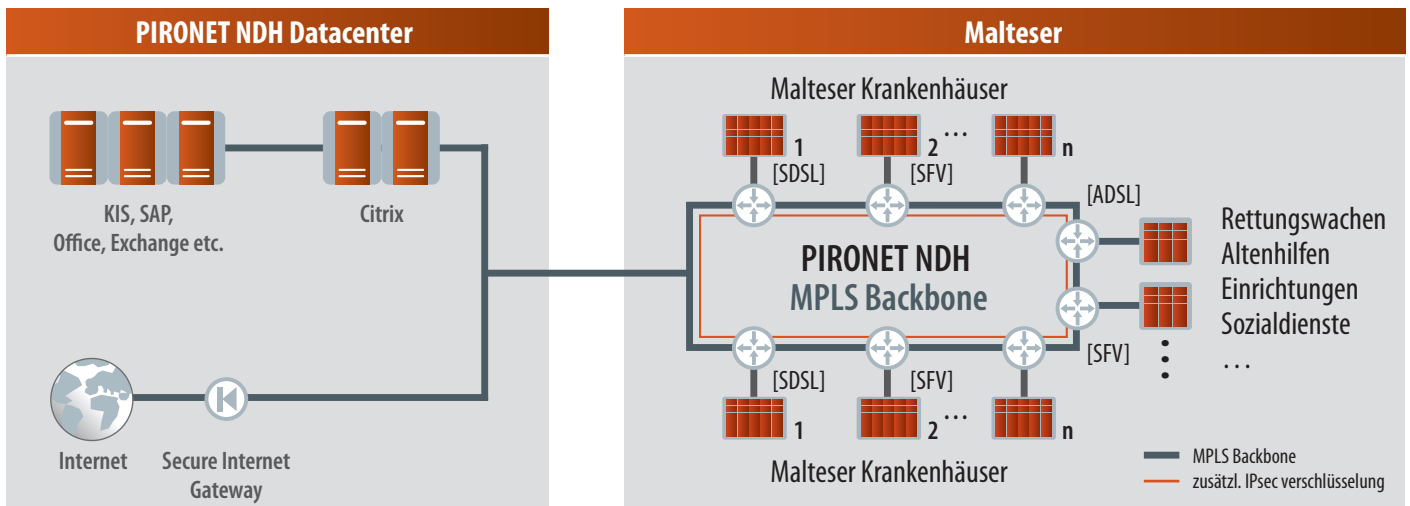 PIRONET NDH Datacenter
KIS, SAP,
Office, Exchange etc.
Citrix
Internet
Secure Internet
Gateway
Malteser
Malteser Krankenhäuser
1
2
...
n
[SDSL]
[SFV]
[ADSL]
PIRONET NDH
MPLS Backbone
Rettungswachen
Altenhilfen
Einrichtungen
Sozialdienste
...
[SFV]
[SDSL]
[SFV]
1
2
...
n
Malteser Krankenhäuser
MPLS Backbone
zusätzl. IPsec verschlüsselung